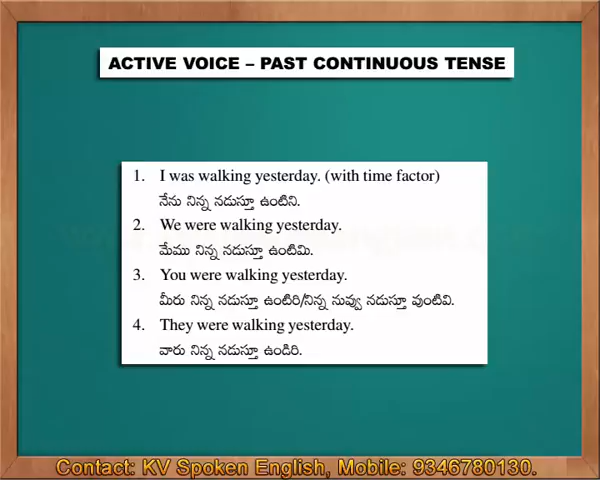 ACTIVE VOICE – PAST CONTINUOUS TENSE
1. I was walking yesterday. (with time factor)
నేను నిన్న నడుస్తూ ఉంటిని.
2. We were walking yesterday.
మేము నిన్న నడుస్తూ ఉంటిమి.
3. You were walking yesterday.
మీరు నిన్న నడుస్తూ ఉంటిరి/నిన్న నువ్వు నడుస్తూ వుంటివి.
4. They were walking yesterday.
వారు నిన్న నడుస్తూ ఉండిరి.
Contact: KV Spoken English, Mobile: 9346780130.